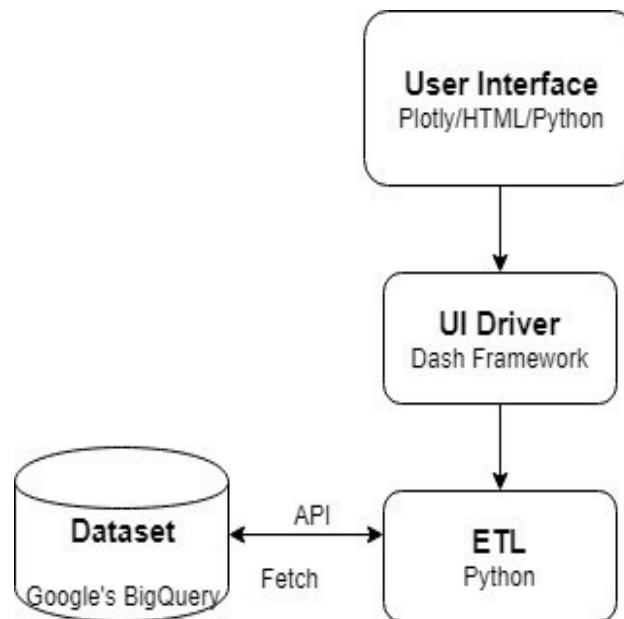 User Interface
Plotly/HTML/Python
UI Driver
Dash Framework
Dataset
Google's BigQuery
API
Fetch
ETL
Python